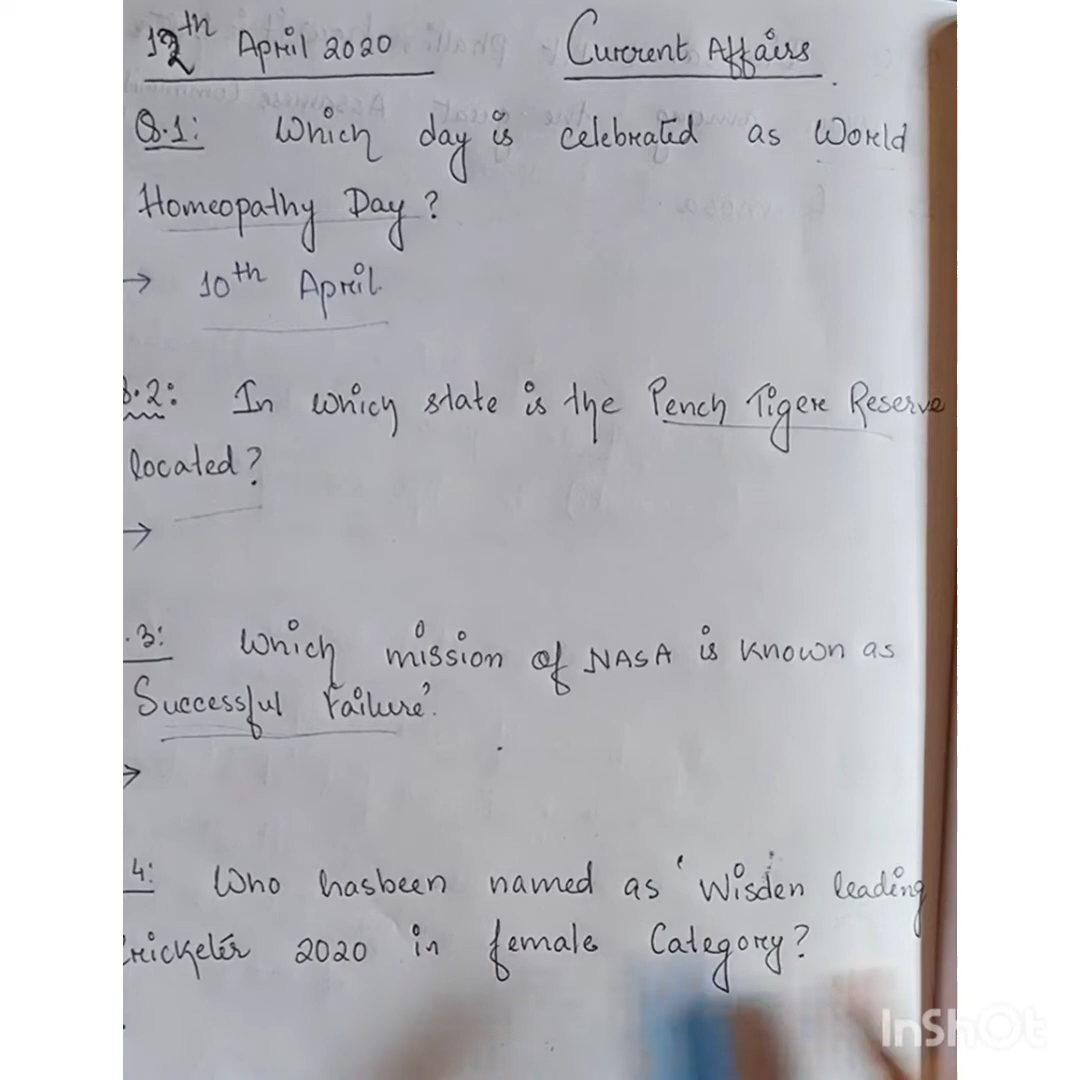 12th April 2020 Current Affairs
Q.1: Which day is celebrated as World
Homeopathy Day?
→ 10th April
.2: In which state is the Pench Tiger Reserve
located?
→
.3: Which mission of NASA is known as
Successful Failure'.
→
4: Who hasbeen named as 'Wisden leading
Cricketer 2020 in female Category?
InShOt